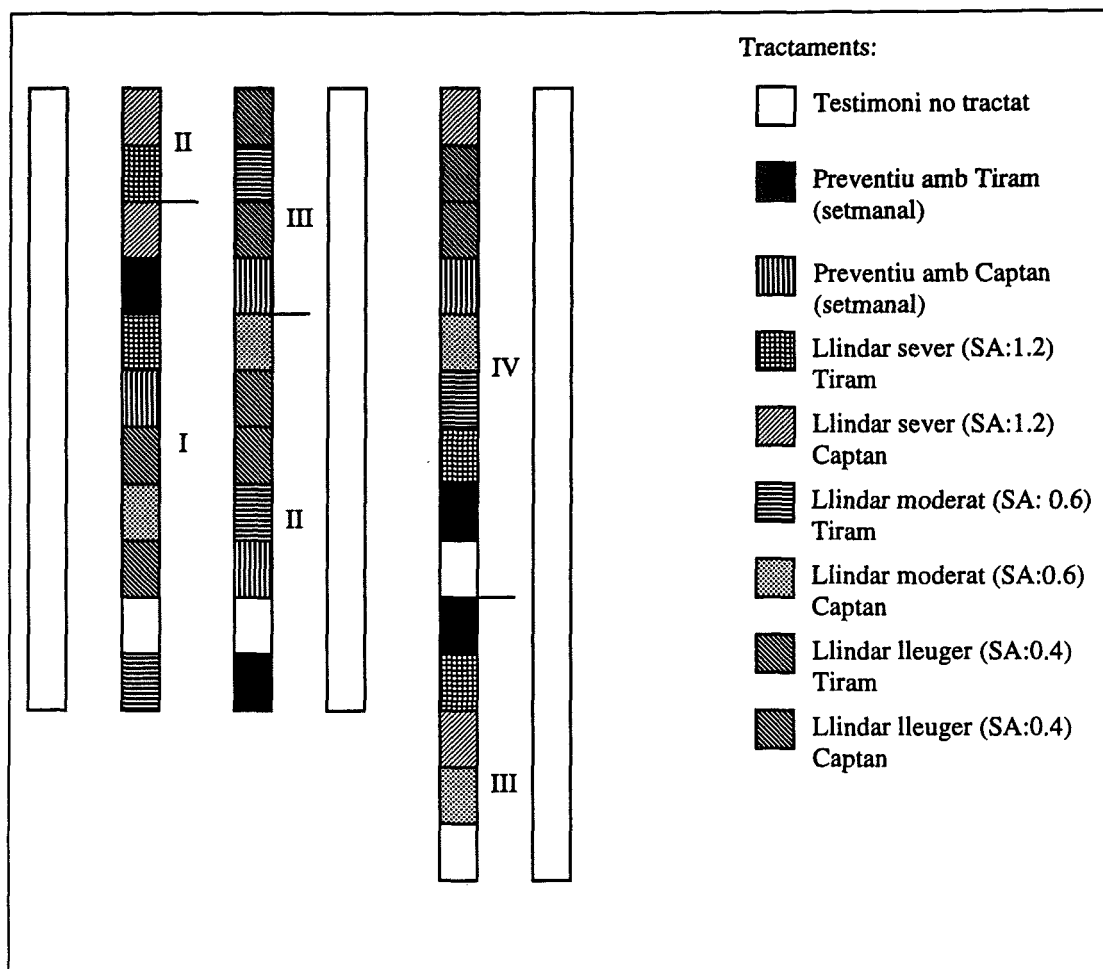 Tractaments:
Testimoni no tractat
Preventiu amb Tiram
(setmanal)
Preventiu amb Captan
(setmanal)
Llindar sever (SA:1.2)
Tiram
Llindar sever (SA:1.2)
Captan
Llindar moderat (SA: 0.6)
Tiram
Llindar moderat (SA:0.6)
Captan
Llindar lleuger (SA:0.4)
Tiram
Llindar lleuger (SA:0.4)
Captan
II
III
I
IV
II
III